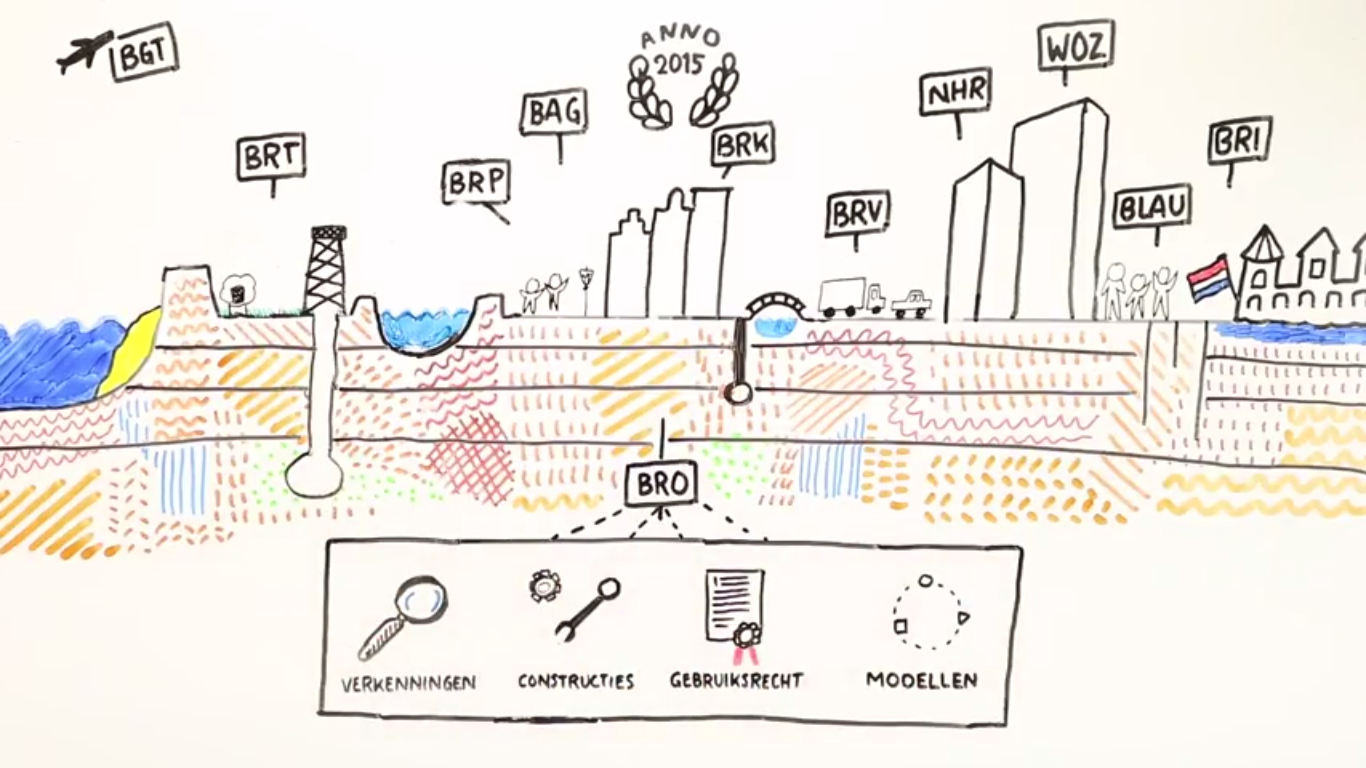 BGT
ANNO
2015
WOZ
BAG
NHR
BRT
BRK
BRI
BRP
BRV
BLAU
BRO
VERKENNINGEN
CONSTRUCTIES
GEBRUIKSRECHT
MODELLEN